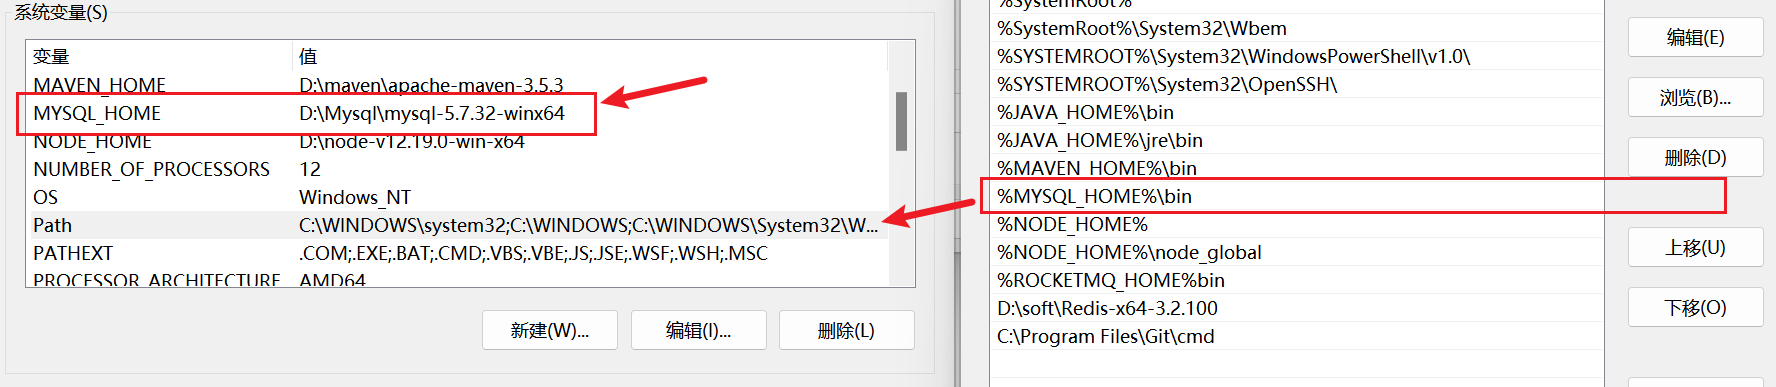 系统变量(S)
变量 值
MAVEN_HOME D:\maven\apache-maven-3.5.3
MYSQL_HOME D:\Mysql\mysql-5.7.32-winx64
NODE_HOME D:\node-v12.19.0-win-x64
NUMBER_OF_PROCESSORS 12
OS Windows_NT
Path C:\WINDOWS\system32;C:\WINDOWS;C:\WINDOWS\System32\W...
PATHEXT .COM;.EXE;.BAT;.CMD;.VBS;.VBE;.JS;.JSE;.WSF;.WSH;.MSC
PROCESSOR_ARCHITECTURE AMD64
新建(W)... 编辑(I)... 删除(L)
%SystemRoot%
%SystemRoot%\System32\Wbem
%SYSTEMROOT%\System32\WindowsPowerShell\v1.0\
%SYSTEMROOT%\System32\OpenSSH\
%JAVA_HOME%\bin
%JAVA_HOME%\jre\bin
%MAVEN_HOME%\bin
%MYSQL_HOME%\bin
%NODE_HOME%
%NODE_HOME%\node_global
%ROCKETMQ_HOME%bin
D:\soft\Redis-x64-3.2.100
C:\Program Files\Git\cmd
编辑(E)
浏览(B)...
删除(D)
上移(U)
下移(O)